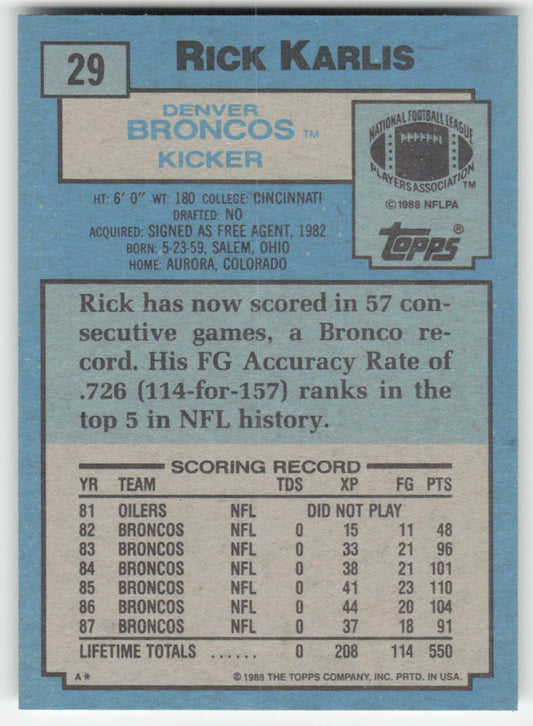 29
RICK KARLIS
DENVER
BRONCOS ™
KICKER
NATIONAL FOOTBALL LEAGUE
PLAYERS ASSOCIATION™
©1988 NFLPA
topps®
HT: 6' 0" WT: 180 COLLEGE: CINCINNATI
DRAFTED: NO
ACQUIRED: SIGNED AS FREE AGENT, 1982
BORN: 5-23-59, SALEM, OHIO
HOME: AURORA, COLORADO
Rick has now scored in 57 con-
secutive games, a Bronco re-
cord. His FG Accuracy Rate of
.726 (114-for-157) ranks in the
top 5 in NFL history.
SCORING RECORD
YR TEAM TDS XP FG PTS
81 OILERS NFL DID NOT PLAY
82 BRONCOS NFL 0 15 11 48
83 BRONCOS NFL 0 33 21 96
84 BRONCOS NFL 0 38 21 101
85 BRONCOS NFL 0 41 23 110
86 BRONCOS NFL 0 44 20 104
87 BRONCOS NFL 0 37 18 91
LIFETIME TOTALS ...... 0 208 114 550
A* ©1988 THE TOPPS COMPANY, INC. PRTD. IN USA.